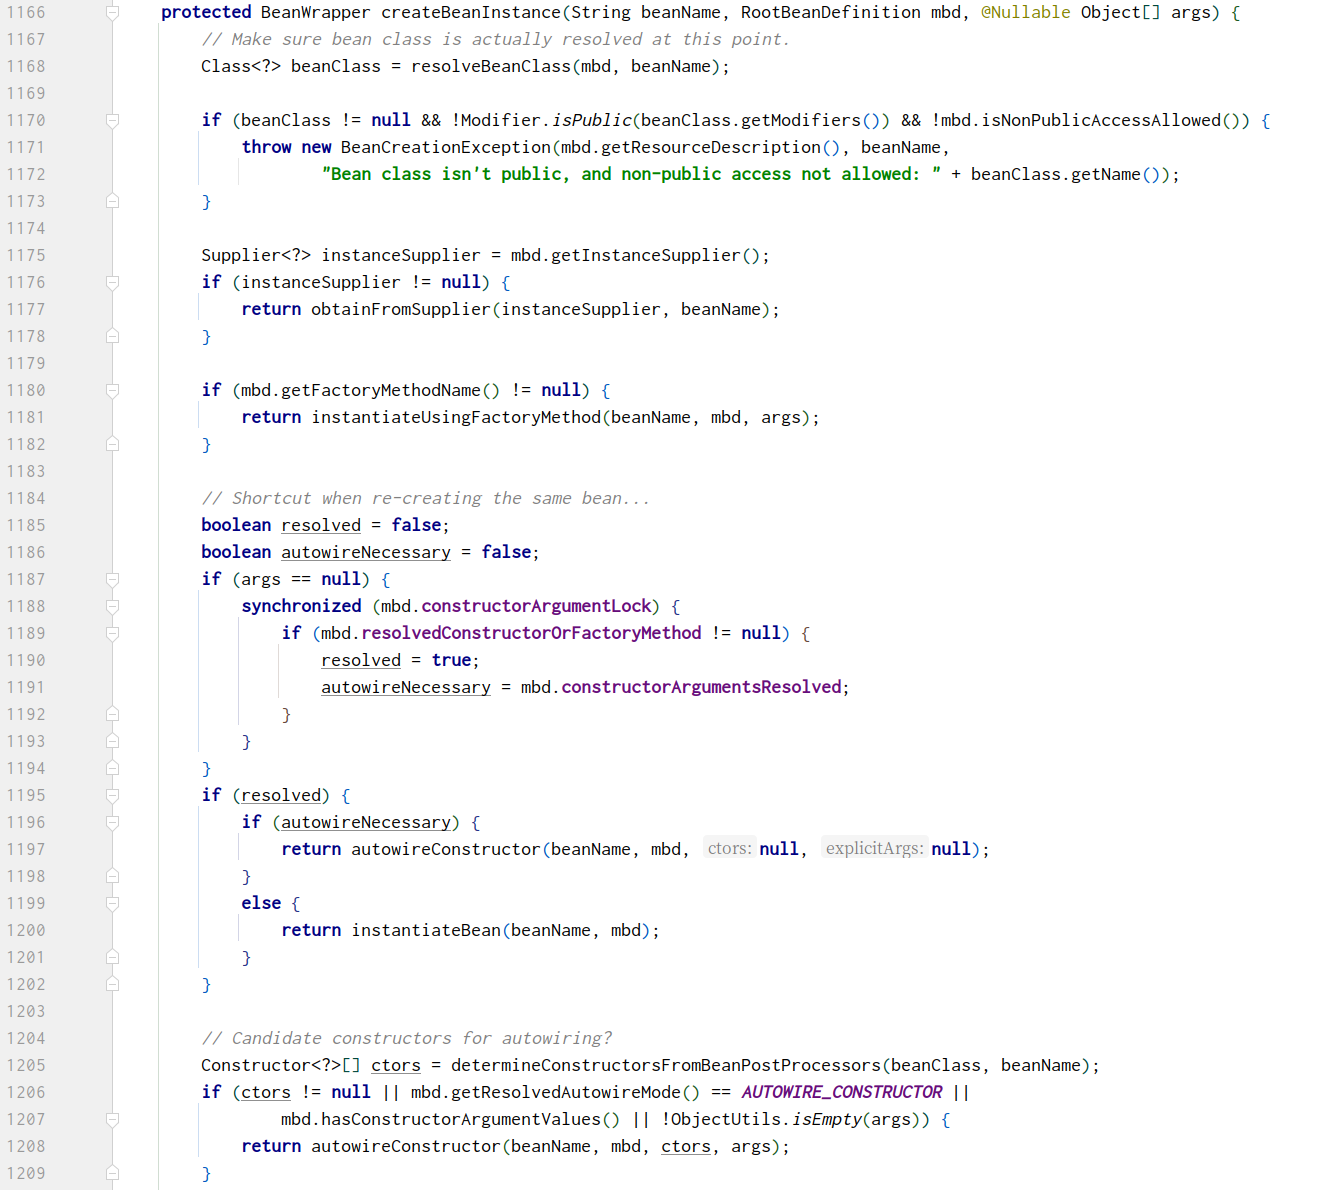 1166 protected BeanWrapper createBeanInstance(String beanName, RootBeanDefinition mbd, @Nullable Object[] args) {
1167 // Make sure bean class is actually resolved at this point.
1168 Class<?> beanClass = resolveBeanClass(mbd, beanName);
1169
1170 if (beanClass != null && !Modifier.isPublic(beanClass.getModifiers()) && !mbd.isNonPublicAccessAllowed()) {
1171 throw new BeanCreationException(mbd.getResourceDescription(), beanName,
1172 "Bean class isn't public, and non-public access not allowed: " + beanClass.getName());
1173 }
1174
1175 Supplier<?> instanceSupplier = mbd.getInstanceSupplier();
1176 if (instanceSupplier != null) {
1177 return obtainFromSupplier(instanceSupplier, beanName);
1178 }
1179
1180 if (mbd.getFactoryMethodName() != null) {
1181 return instantiateUsingFactoryMethod(beanName, mbd, args);
1182 }
1183
1184 // Shortcut when re-creating the same bean...
1185 boolean resolved = false;
1186 boolean autowireNecessary = false;
1187 if (args == null) {
1188 synchronized (mbd.constructorArgumentLock) {
1189 if (mbd.resolvedConstructorOrFactoryMethod != null) {
1190 resolved = true;
1191 autowireNecessary = mbd.constructorArgumentsResolved;
1192 }
1193 }
1194 }
1195 if (resolved) {
1196 if (autowireNecessary) {
1197 return autowireConstructor(beanName, mbd, ctors: null, explicitArgs: null);
1198 }
1199 else {
1200 return instantiateBean(beanName, mbd);
1201 }
1202 }
1203
1204 // Candidate constructors for autowiring?
1205 Constructor<?>[] ctors = determineConstructorsFromBeanPostProcessors(beanClass, beanName);
1206 if (ctors != null || mbd.getResolvedAutowireMode() == AUTOWIRE_CONSTRUCTOR ||
1207 mbd.hasConstructorArgumentValues() || !ObjectUtils.isEmpty(args)) {
1208 return autowireConstructor(beanName, mbd, ctors, args);
1209 }